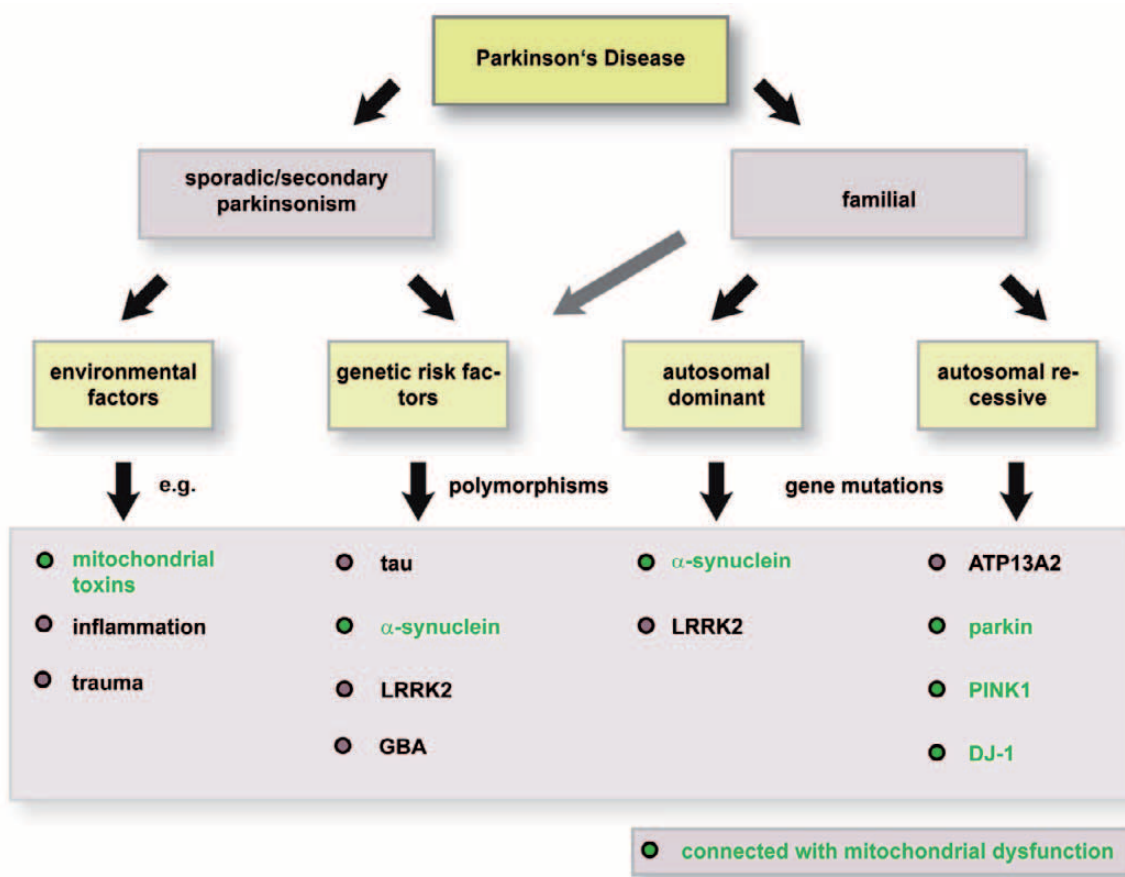 Parkinson‘s Disease
sporadic/secondary
parkinsonism
familial
environmental
factors
genetic risk fac-
tors
autosomal
dominant
autosomal re-
cessive
e.g.
polymorphisms
gene mutations
mitochondrial
toxins
inflammation
trauma
tau
α-synuclein
LRRK2
GBA
α-synuclein
LRRK2
ATP13A2
parkin
PINK1
DJ-1
connected with mitochondrial dysfunction